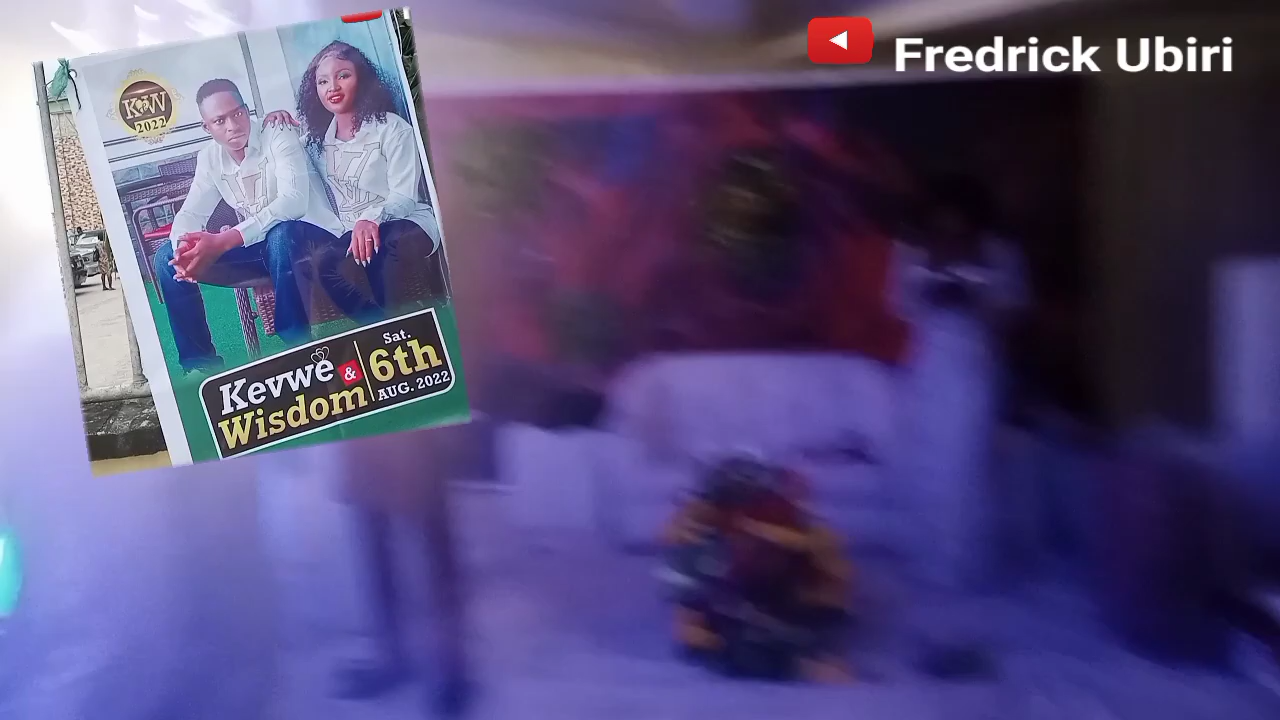 Fredrick Ubiri
K&W
2022
Kevwe &
Wisdom
Sat.
6th
AUG. 2022